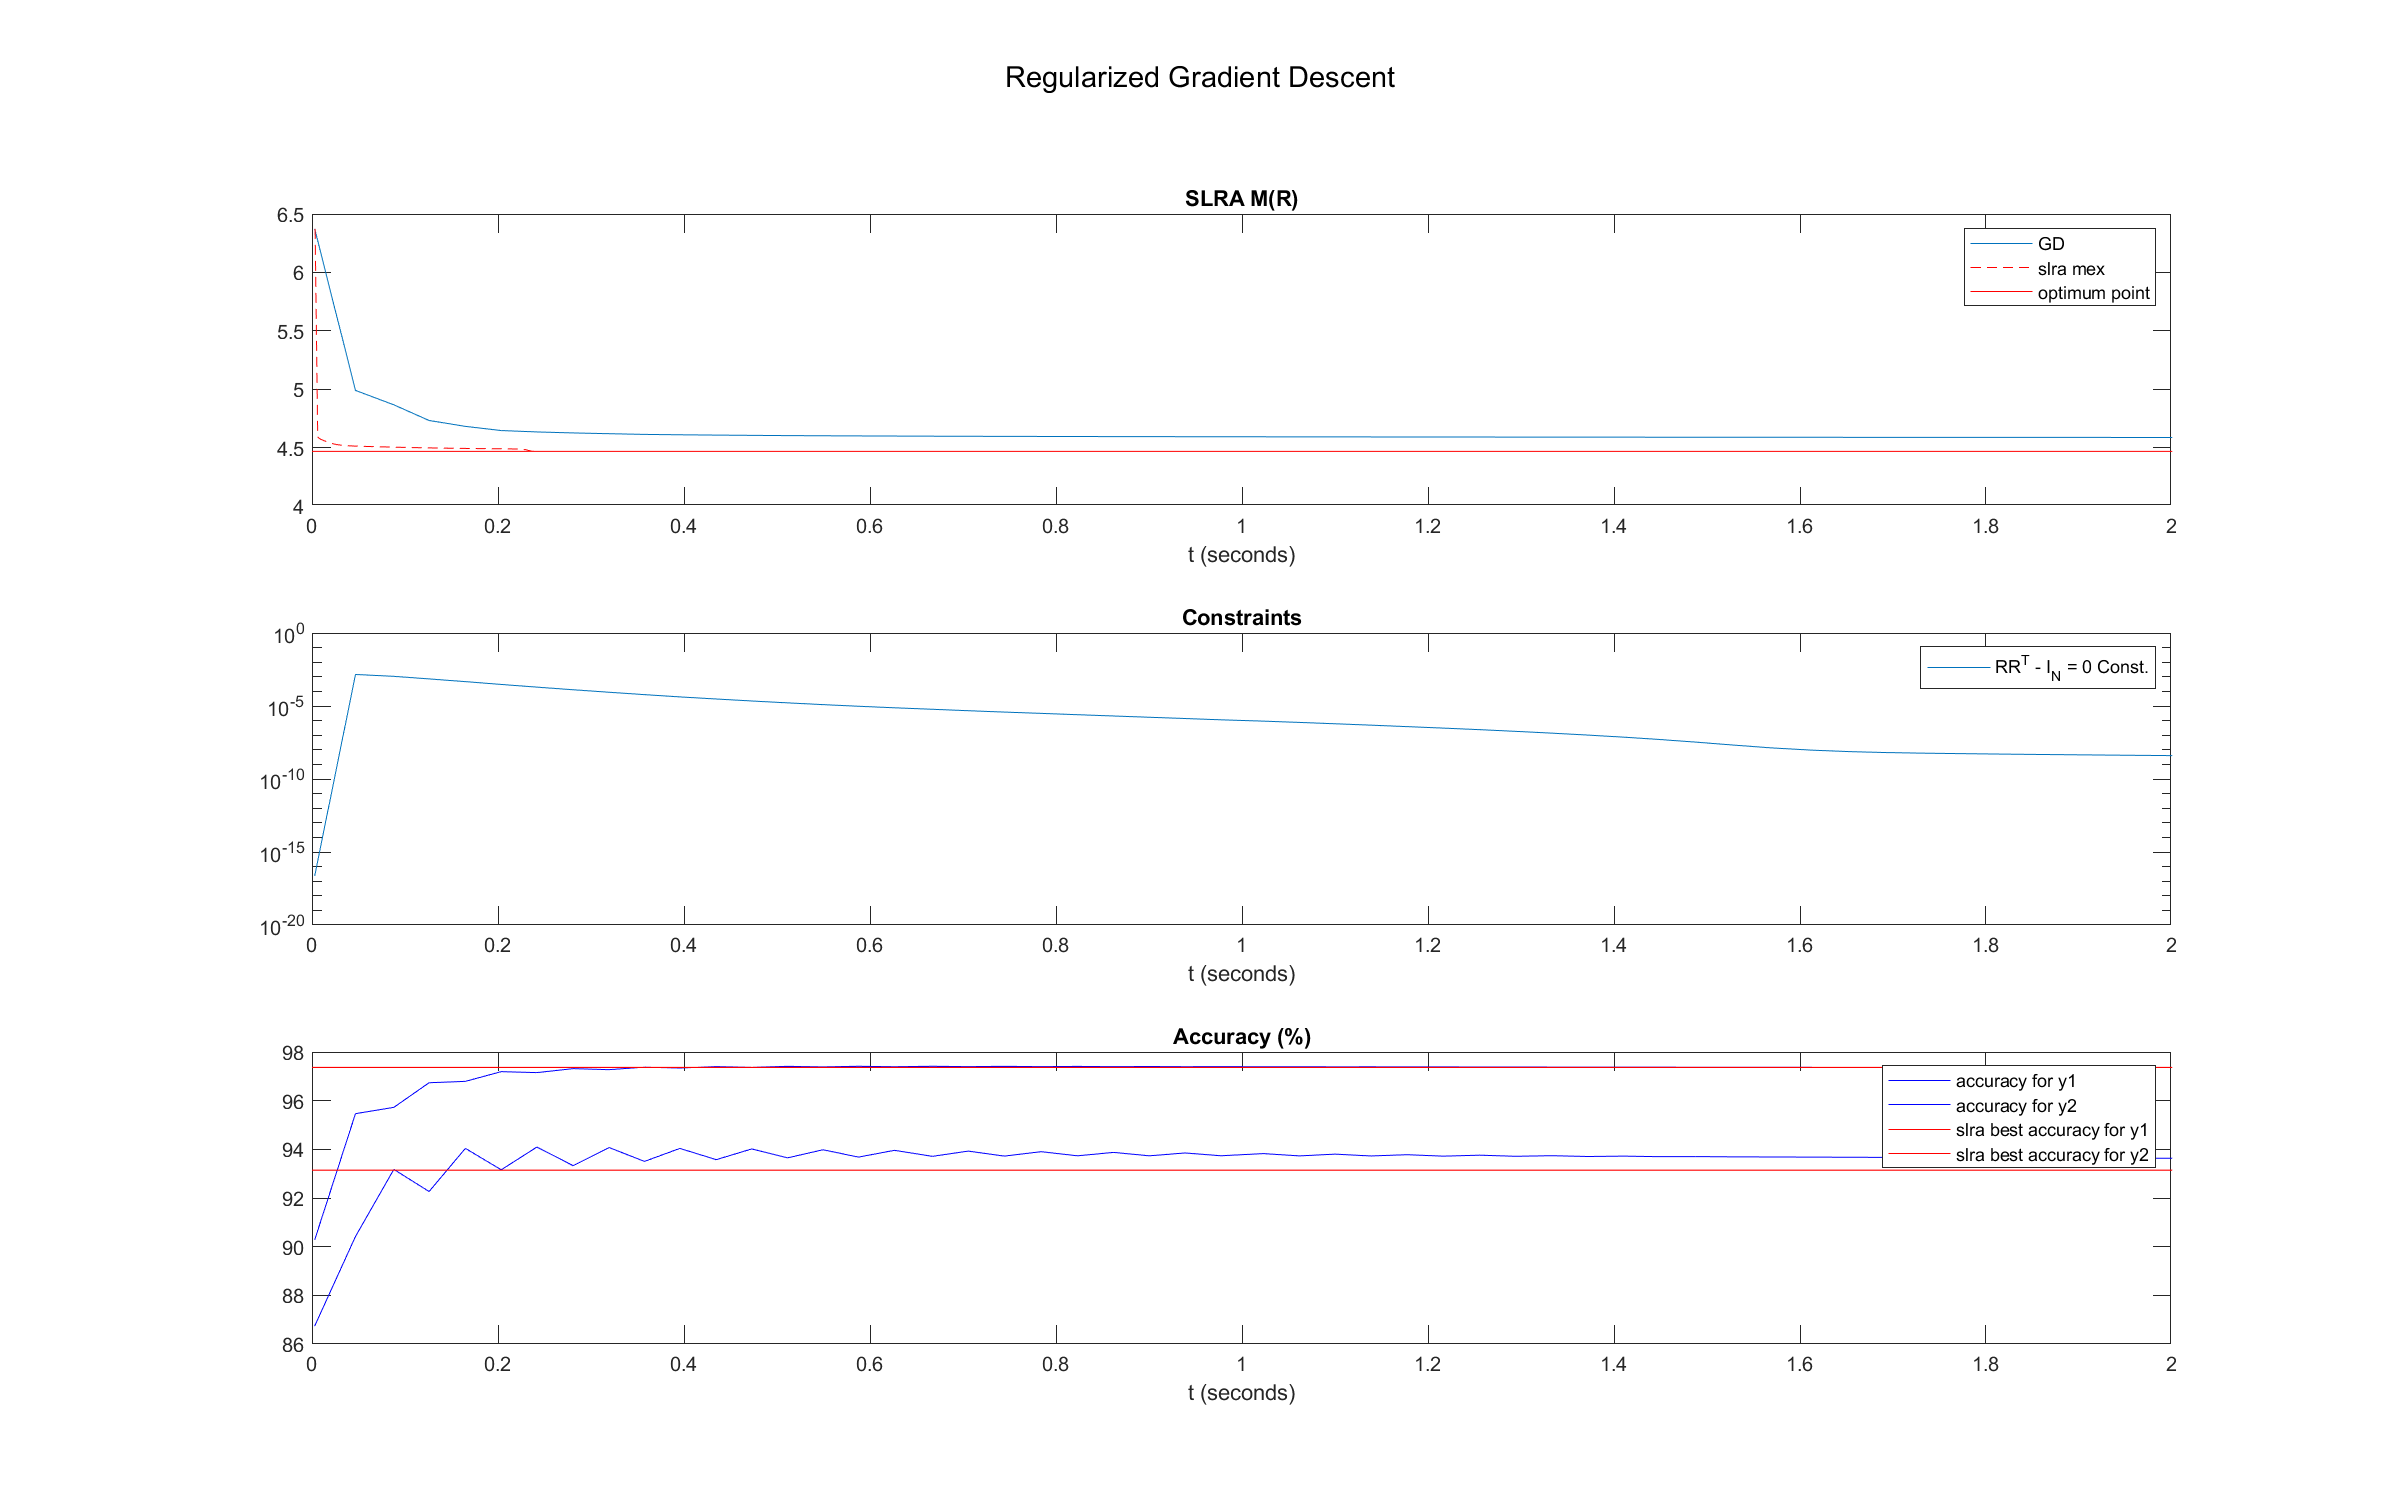 Regularized Gradient Descent
SLRA M(R)
6.5
6
5.5
5
4.5
4
GD
slra mex
optimum point
0 0.2 0.4 0.6 0.8 1 1.2 1.4 1.6 1.8 2
t (seconds)
Constraints
10^0
10^-5
10^-10
10^-15
10^-20
RR^T - I_N = 0 Const.
0 0.2 0.4 0.6 0.8 1 1.2 1.4 1.6 1.8 2
t (seconds)
Accuracy (%)
98
96
94
92
90
88
86
accuracy for y1
accuracy for y2
slra best accuracy for y1
slra best accuracy for y2
0 0.2 0.4 0.6 0.8 1 1.2 1.4 1.6 1.8 2
t (seconds)